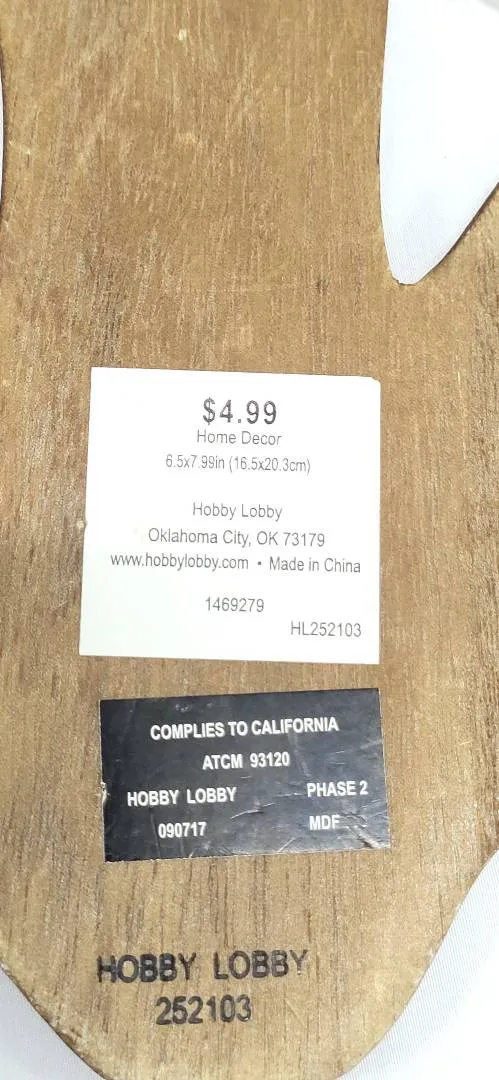 $4.99
Home Decor
6.5x7.99in (16.5x20.3cm)
Hobby Lobby
Oklahoma City, OK 73179
www.hobbylobby.com • Made in China
1469279
HL252103
COMPLIES TO CALIFORNIA
ATCM 93120
HOBBY LOBBY PHASE 2
090717 MDF
HOBBY LOBBY
252103